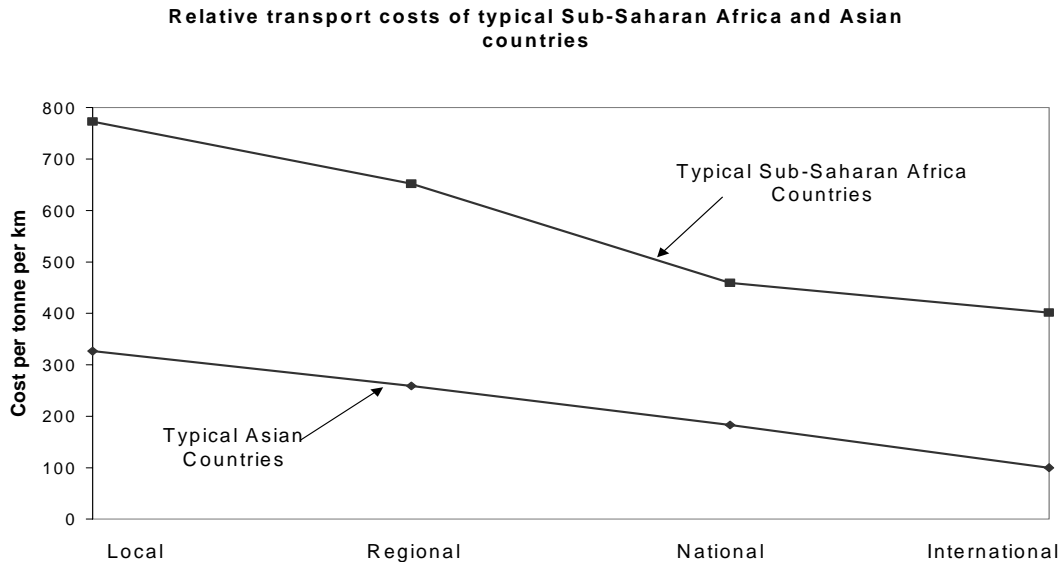 Relative transport costs of typical Sub-Saharan Africa and Asian
countries
800
700
600
500
400
300
200
100
0
Cost per tonne per km
Typical Sub-Saharan Africa
Countries
Typical Asian
Countries
Local
Regional
National
International